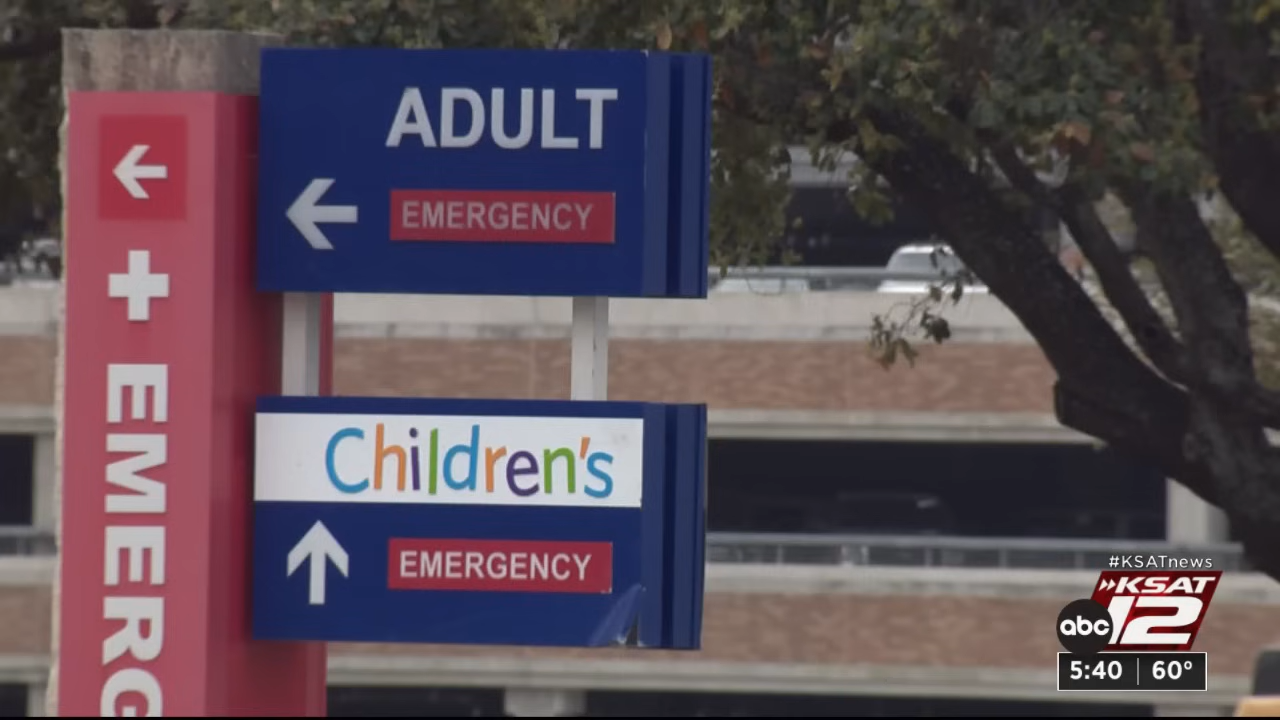 ADULT
EMERGENCY
Children's
EMERGENCY
EMERG
#KSATnews
KSAT
abc 12
5:40 60°